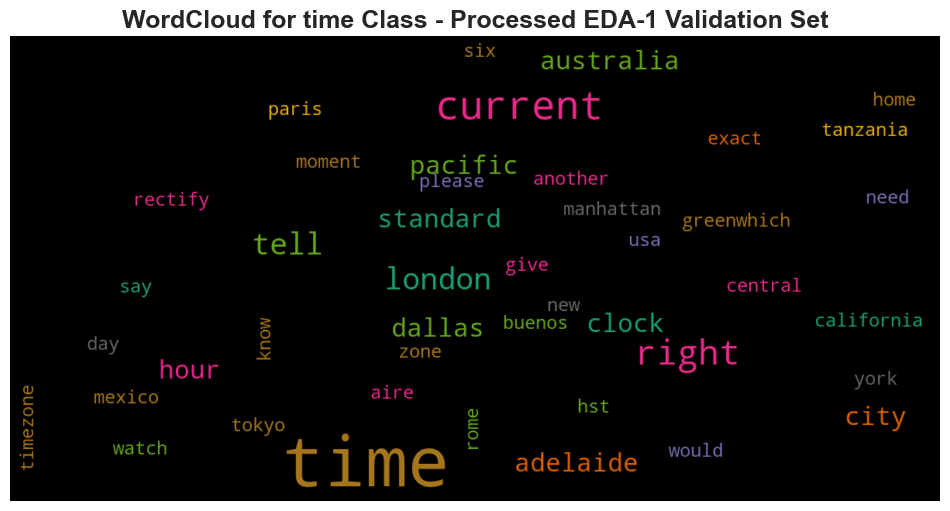 WordCloud for time Class - Processed EDA-1 Validation Set
six
australia
current
home
paris
tanzania
exact
moment
pacific
please
another
rectify
need
manhattan
standard
greenwhich
usa
tell
give
london
say
central
new
buenos
clock
california
dallas
know
day
zone
right
hour
york
aire
mexico
hst
city
tokyo
rome
timezone
watch
would
time
adelaide